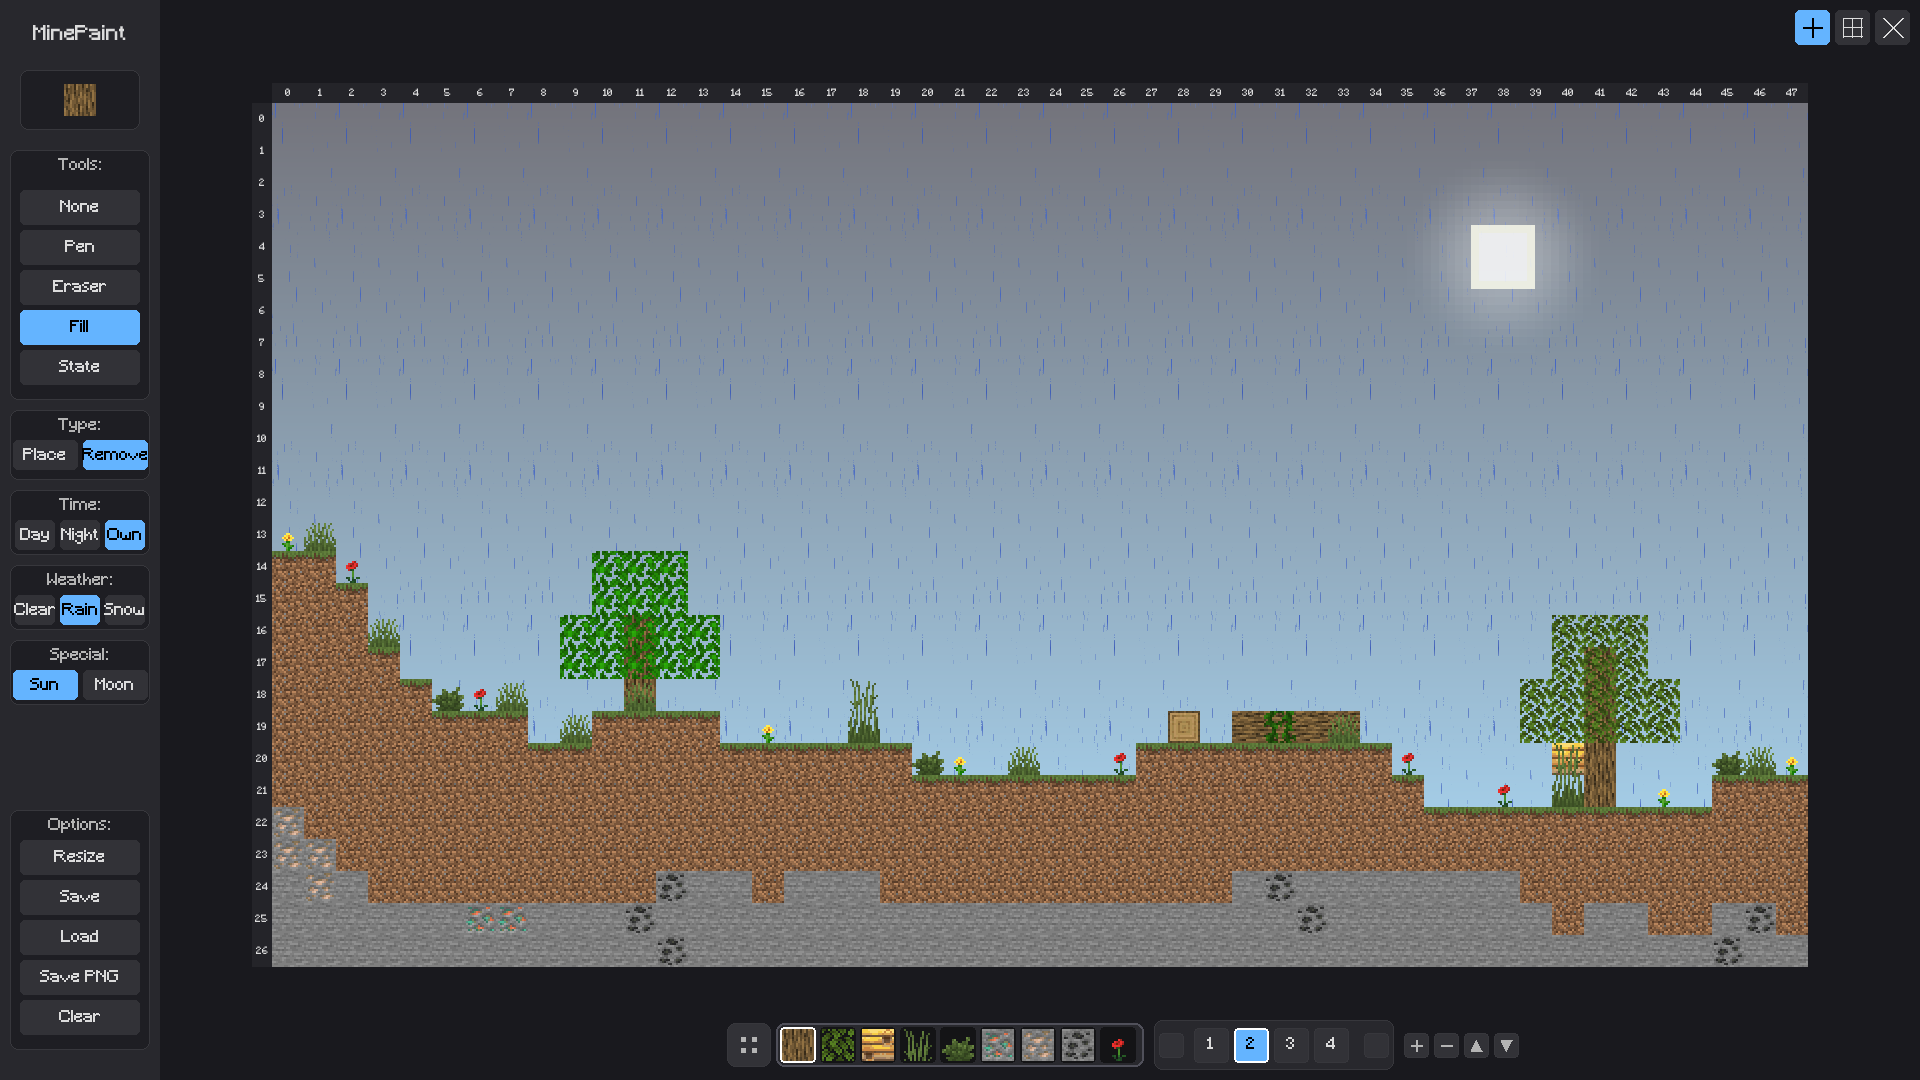 MinePaint
Tools:
None
Pen
Eraser
Fill
State
Type:
Place Remove
Time:
Day Night Own
Weather:
Clear Rain Snow
Special:
Sun Moon
Options:
Resize
Save
Load
Save PNG
Clear
0 1 2 3 4 5 6 7 8 9 10 11 12 13 14 15 16 17 18 19 20 21 22 23 24 25 26 27 28 29 30 31 32 33 34 35 36 37 38 39 40 41 42 43 44 45 46 47
0
1
2
3
4
5
6
7
8
9
10
11
12
13
14
15
16
17
18
19
20
21
22
23
24
25
26
1 2 3 4